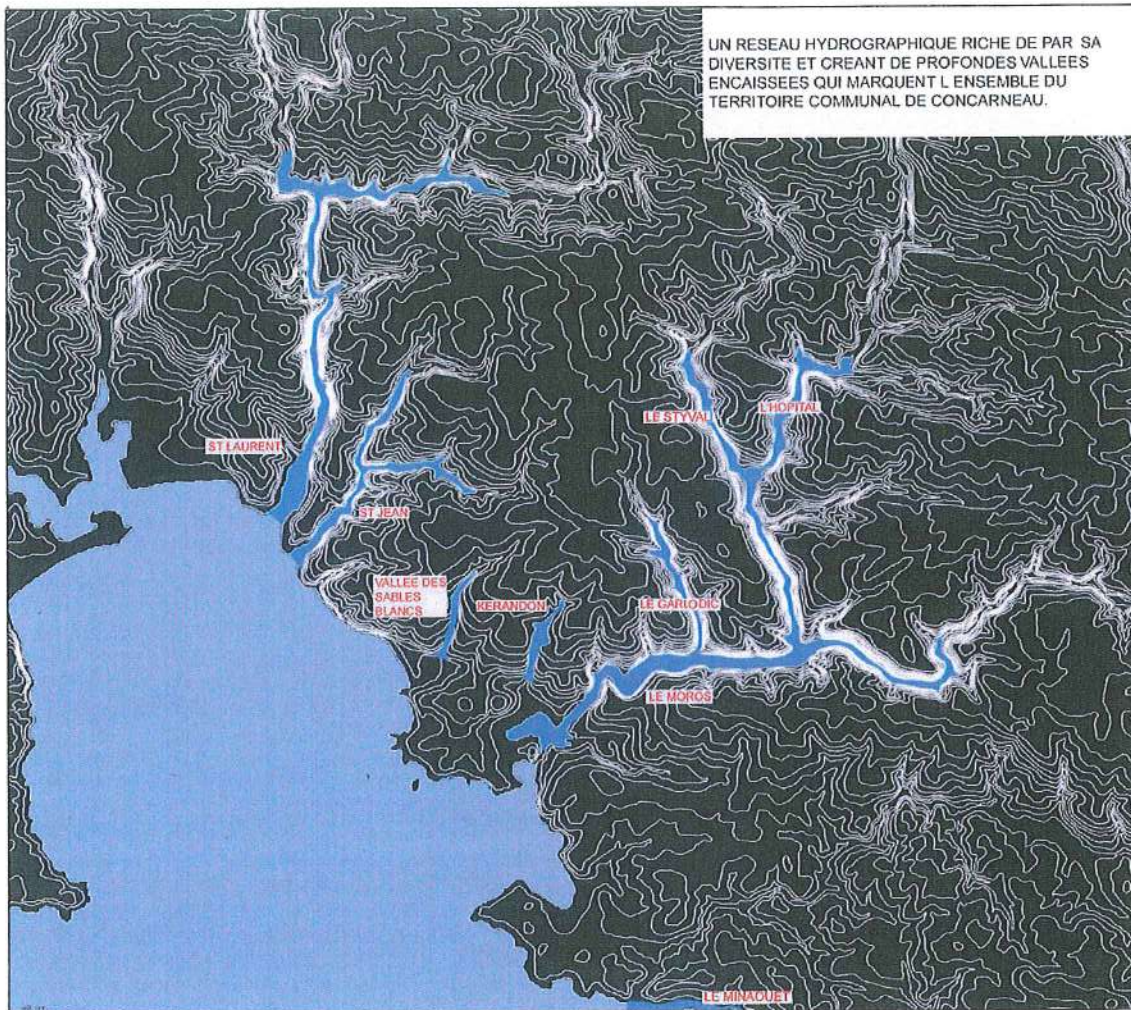 UN RESEAU HYDROGRAPHIQUE RICHE DE PAR SA
DIVERSITE ET CREANT DE PROFONDES VALLEES
ENCAISSEES QUI MARQUENT L ENSEMBLE DU
TERRITOIRE COMMUNAL DE CONCARNEAU.
LE STYVAL
L'HOPITAL
ST LAURENT
ST JEAN
VALLEE DES
SABLES
BLANCS
KERANDON
LE GARLODIC
LE MOROS
LE MINAOUET